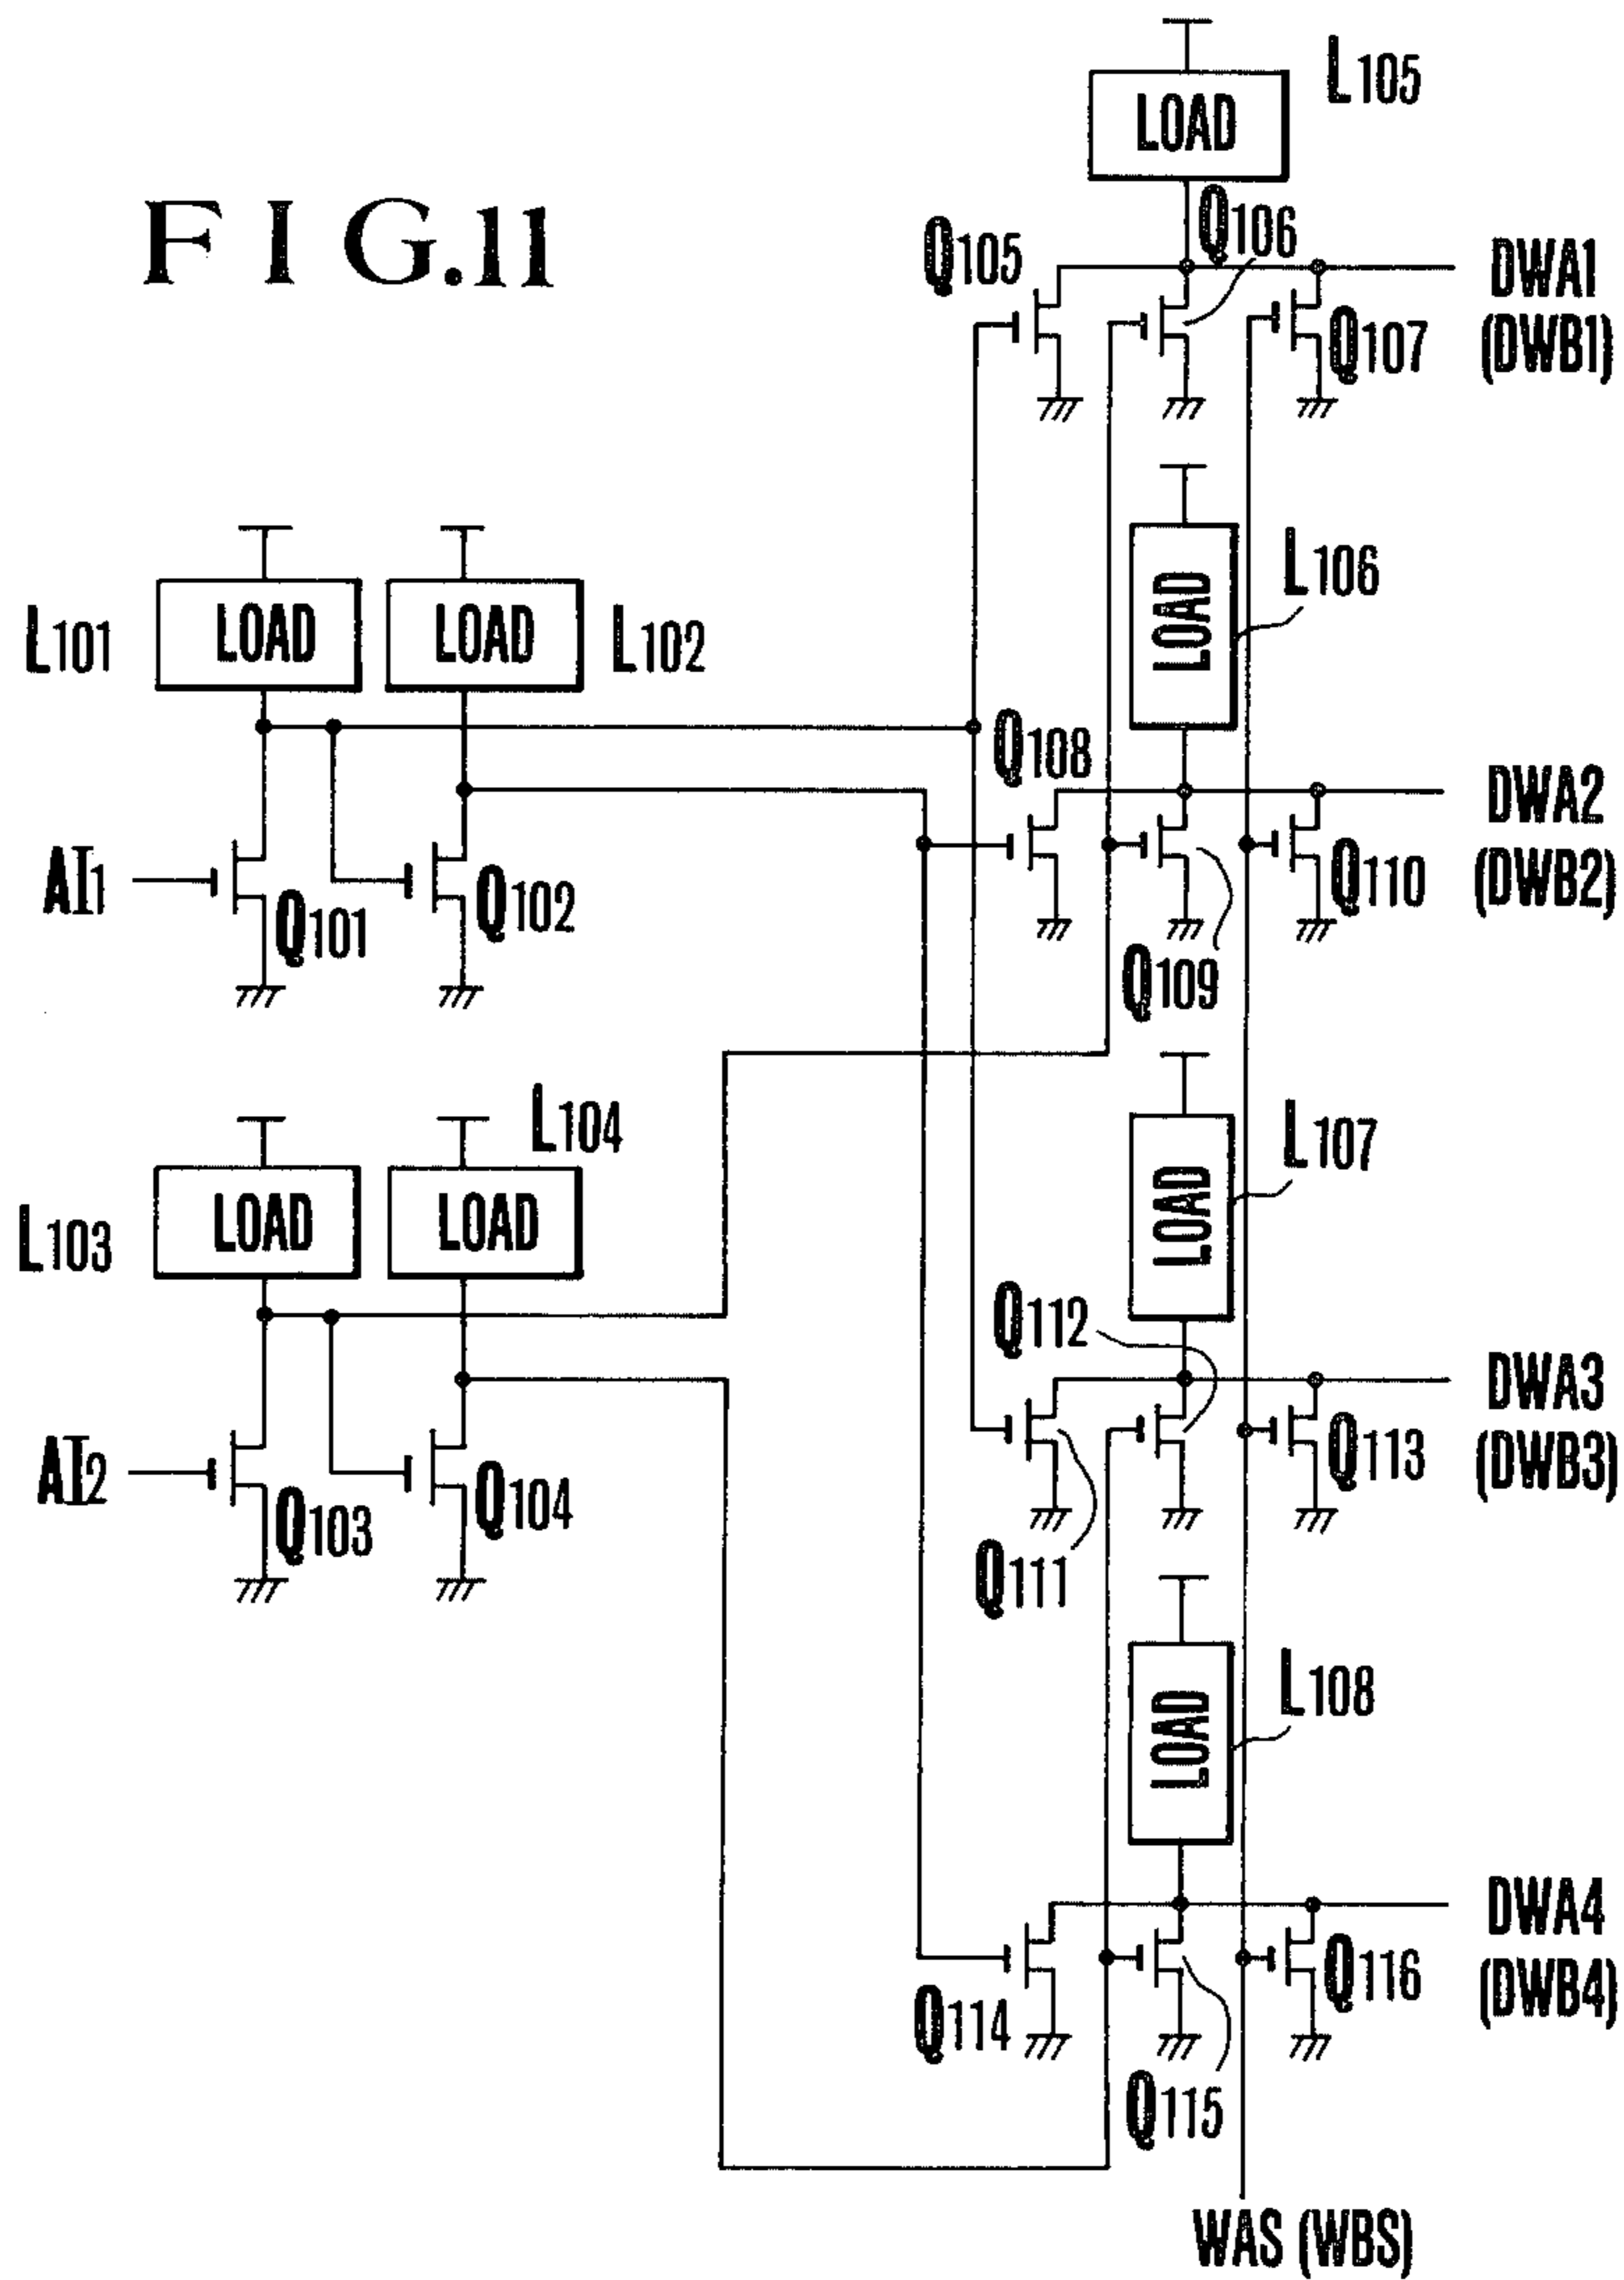 FIG.11
L105
LOAD
Q105
Q106
DWA1
(DWB1)
Q107
L106
LOAD
L101
LOAD
LOAD
L102
Q108
DWA2
(DWB2)
AI1
Q101
Q102
Q110
Q109
L104
L107
LOAD
L103
LOAD
LOAD
Q112
DWA3
(DWB3)
AI2
Q103
Q104
Q113
Q111
L108
LOAD
DWA4
(DWB4)
Q114
Q116
Q115
WAS (WBS)